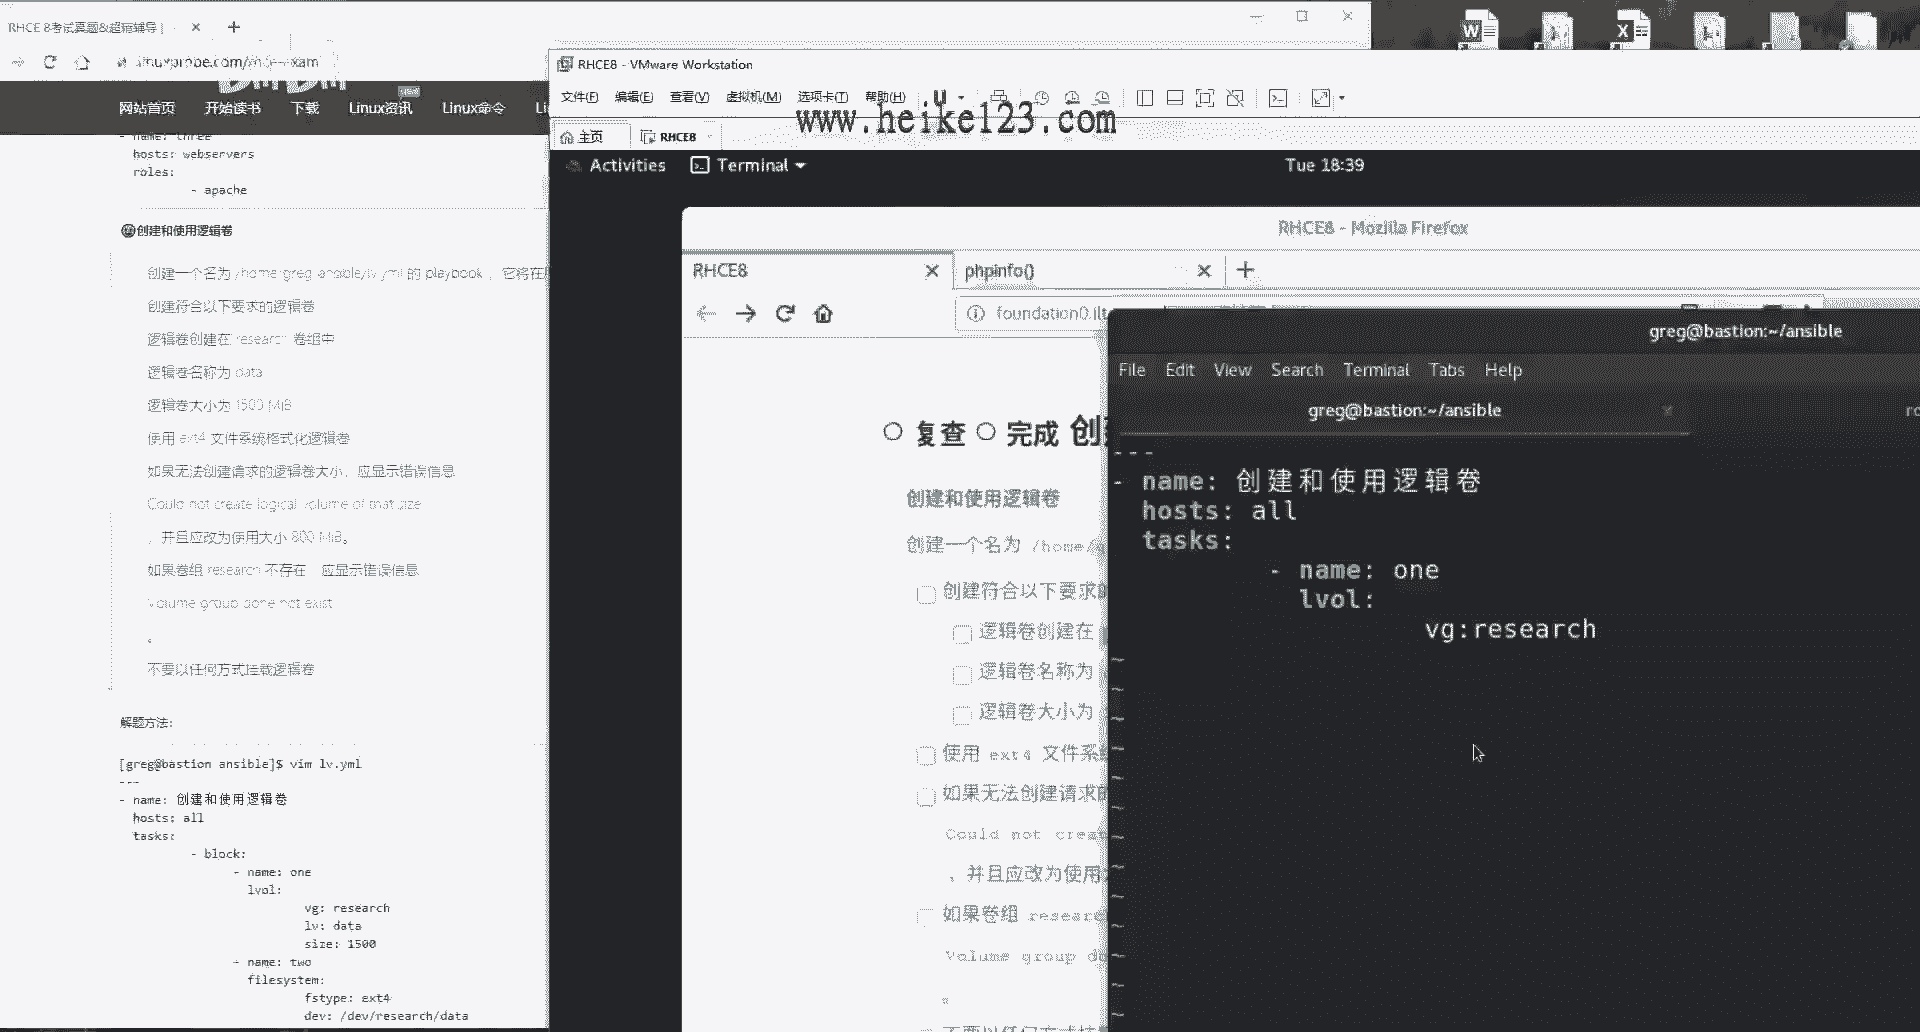 RHCE 8考试真题&超精辅导 |
网站首页 开始读书 下载 Linux资讯 Linux命令
- name: three
hosts: webservers
roles:
- apache
创建和使用逻辑卷
创建一个名为 /home/greg/ansible/lv.yml 的 playbook ，它将在
创建符合以下要求的逻辑卷
逻辑卷创建在 research 卷组中
逻辑卷名称为 data
逻辑卷大小为 1500 MiB
使用 ext4 文件系统格式化逻辑卷
如果无法创建请求的逻辑卷大小，应显示错误信息
Could not create logical volume of that size
，并且应改为使用大小 800 MiB。
如果卷组 research 不存在，应显示错误信息
Volume group done not exist
。
不要以任何方式挂载逻辑卷
解题方法:
[greg@bastion ansible]$ vim lv.yml
---
- name: 创建和使用逻辑卷
hosts: all
tasks:
- block:
- name: one
lvol:
vg: research
lv: data
size: 1500
- name: two
filesystem:
fstype: ext4
dev: /dev/research/data
RHCE8 - VMware Workstation
文件(F) 编辑(E) 查看(V) 虚拟机(M) 选项卡(T) 帮助(H)
www.heike123.com
主页 RHCE8
Activities Terminal Tue 18:39
RHCE8 - Mozilla Firefox
RHCE8 phpinfo()
foundation0.ilt
复查 完成
创建和使用逻辑卷
创建一个名为
创建符合以下要求
逻辑卷创建在
逻辑卷名称为
逻辑卷大小为
使用 ext4 文件系
如果无法创建请求
Could not creat
，并且应改为使用
如果卷组 researc
Volume group d
。
greg@bastion:~/ansible
File Edit View Search Terminal Tabs Help
greg@bastion:~/ansible
---
- name: 创建和使用逻辑卷
hosts: all
tasks:
- name: one
lvol:
vg:research